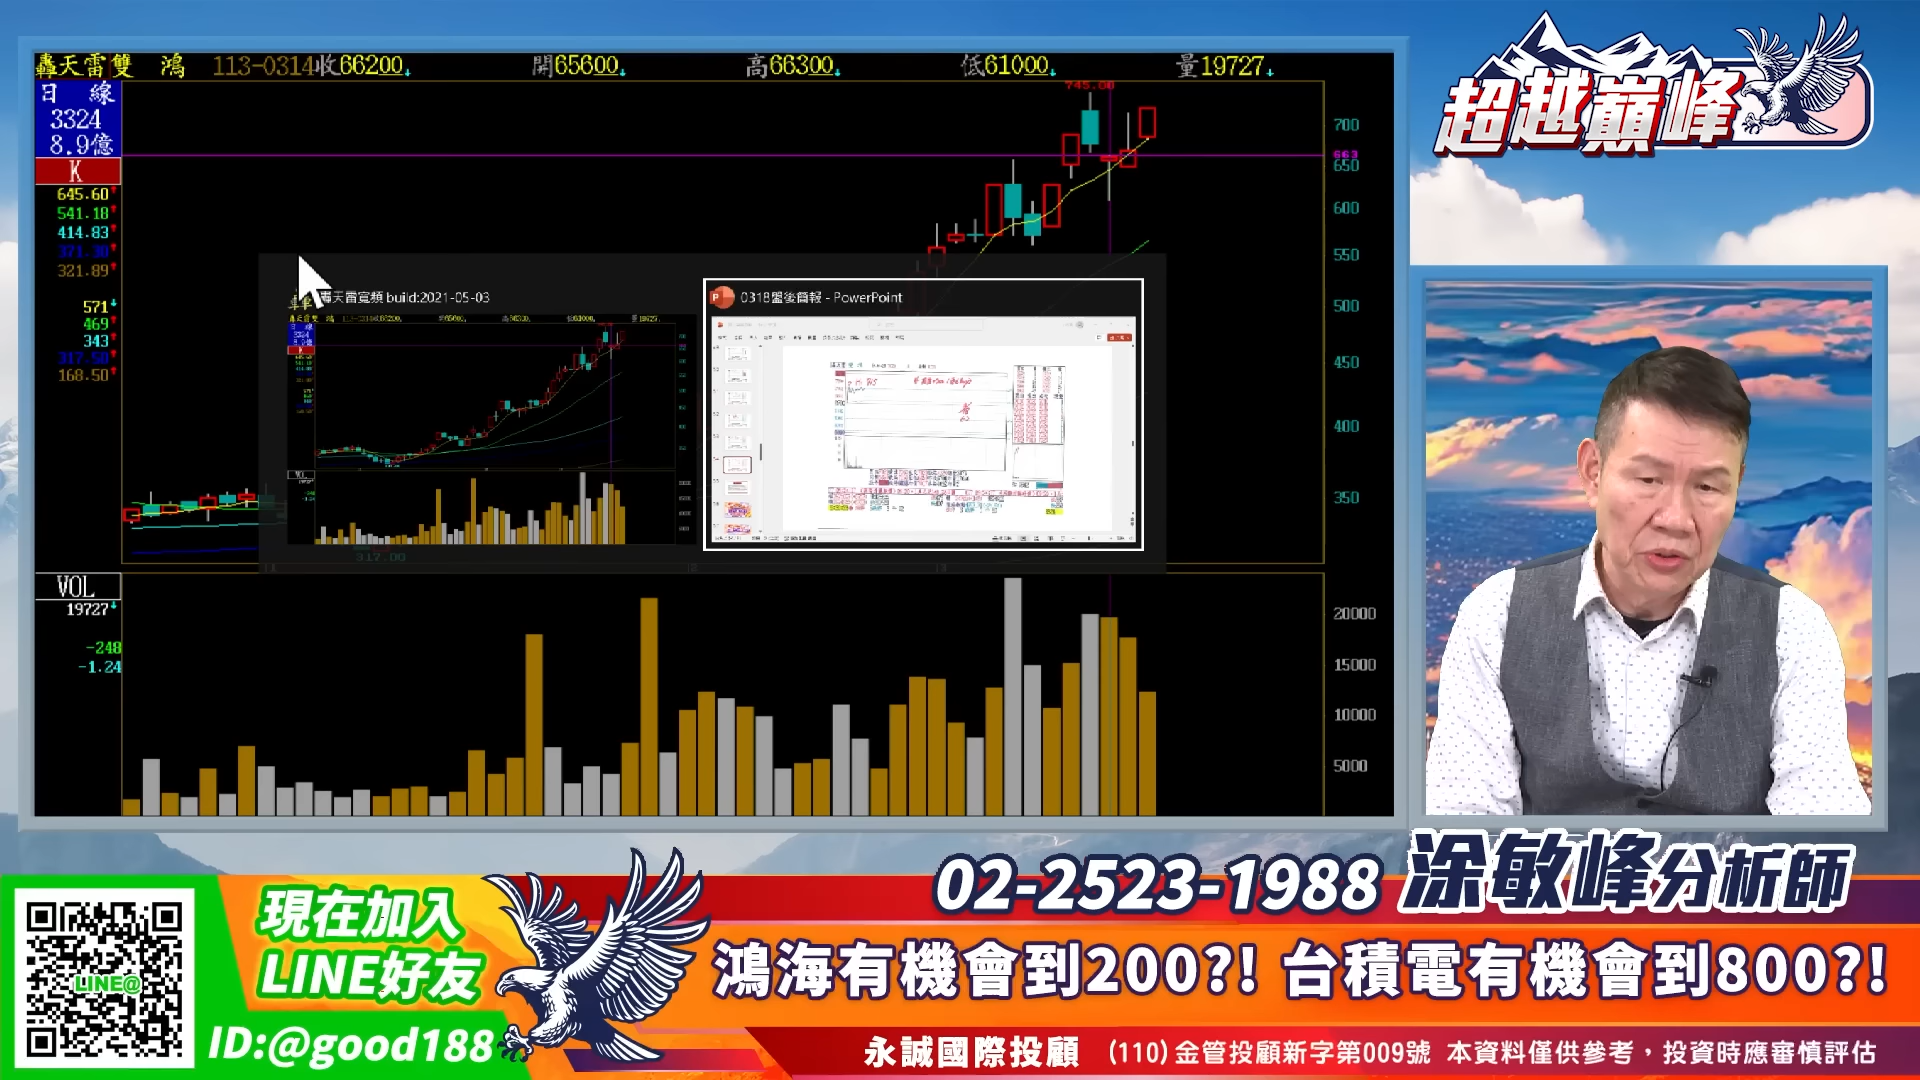 轟天雷雙 鴻 113-0314收66200↓ 開65600↓ 高66300↓ 低61000↓ 量19727↓
日 線
3324
8.9億
K
645.60↑
541.18↑
414.83↑
371.30↑
321.89↑
571↓
469↑
343↑
317.50↑
168.50↑
745.00
700
663
650
600
550
500
450
400
350
轟天雷寬頻 build:2021-05-03
0318盤後簡報 - PowerPoint
317.00
VOL
19727↓
-248
-1.24
20000
15000
10000
5000
超越巔峰
02-2523-1988 涂敏峰分析師
現在加入
LINE好友
LINE@
ID:@good188
鴻海有機會到200?! 台積電有機會到800?!
永誠國際投顧 (110)金管投顧新字第009號 本資料僅供參考，投資時應審慎評估